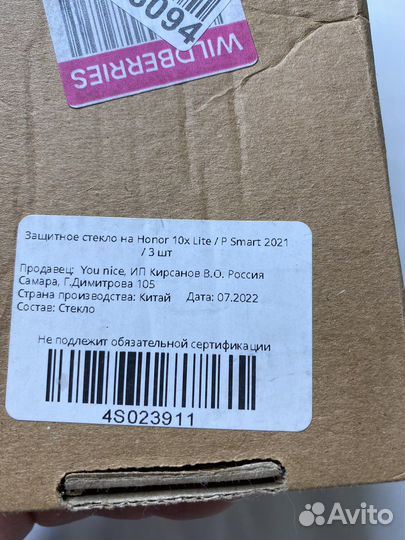 8094
WILDBERRIES
Защитное стекло на Honor 10x Lite / P Smart 2021
/ 3 шт
Продавец: You nice, ИП Кирсанов В.О. Россия
Самара, Г.Димитрова 105
Страна производства: Китай Дата: 07.2022
Состав: Стекло
Не подлежит обязательной сертификации
4S023911
Avito